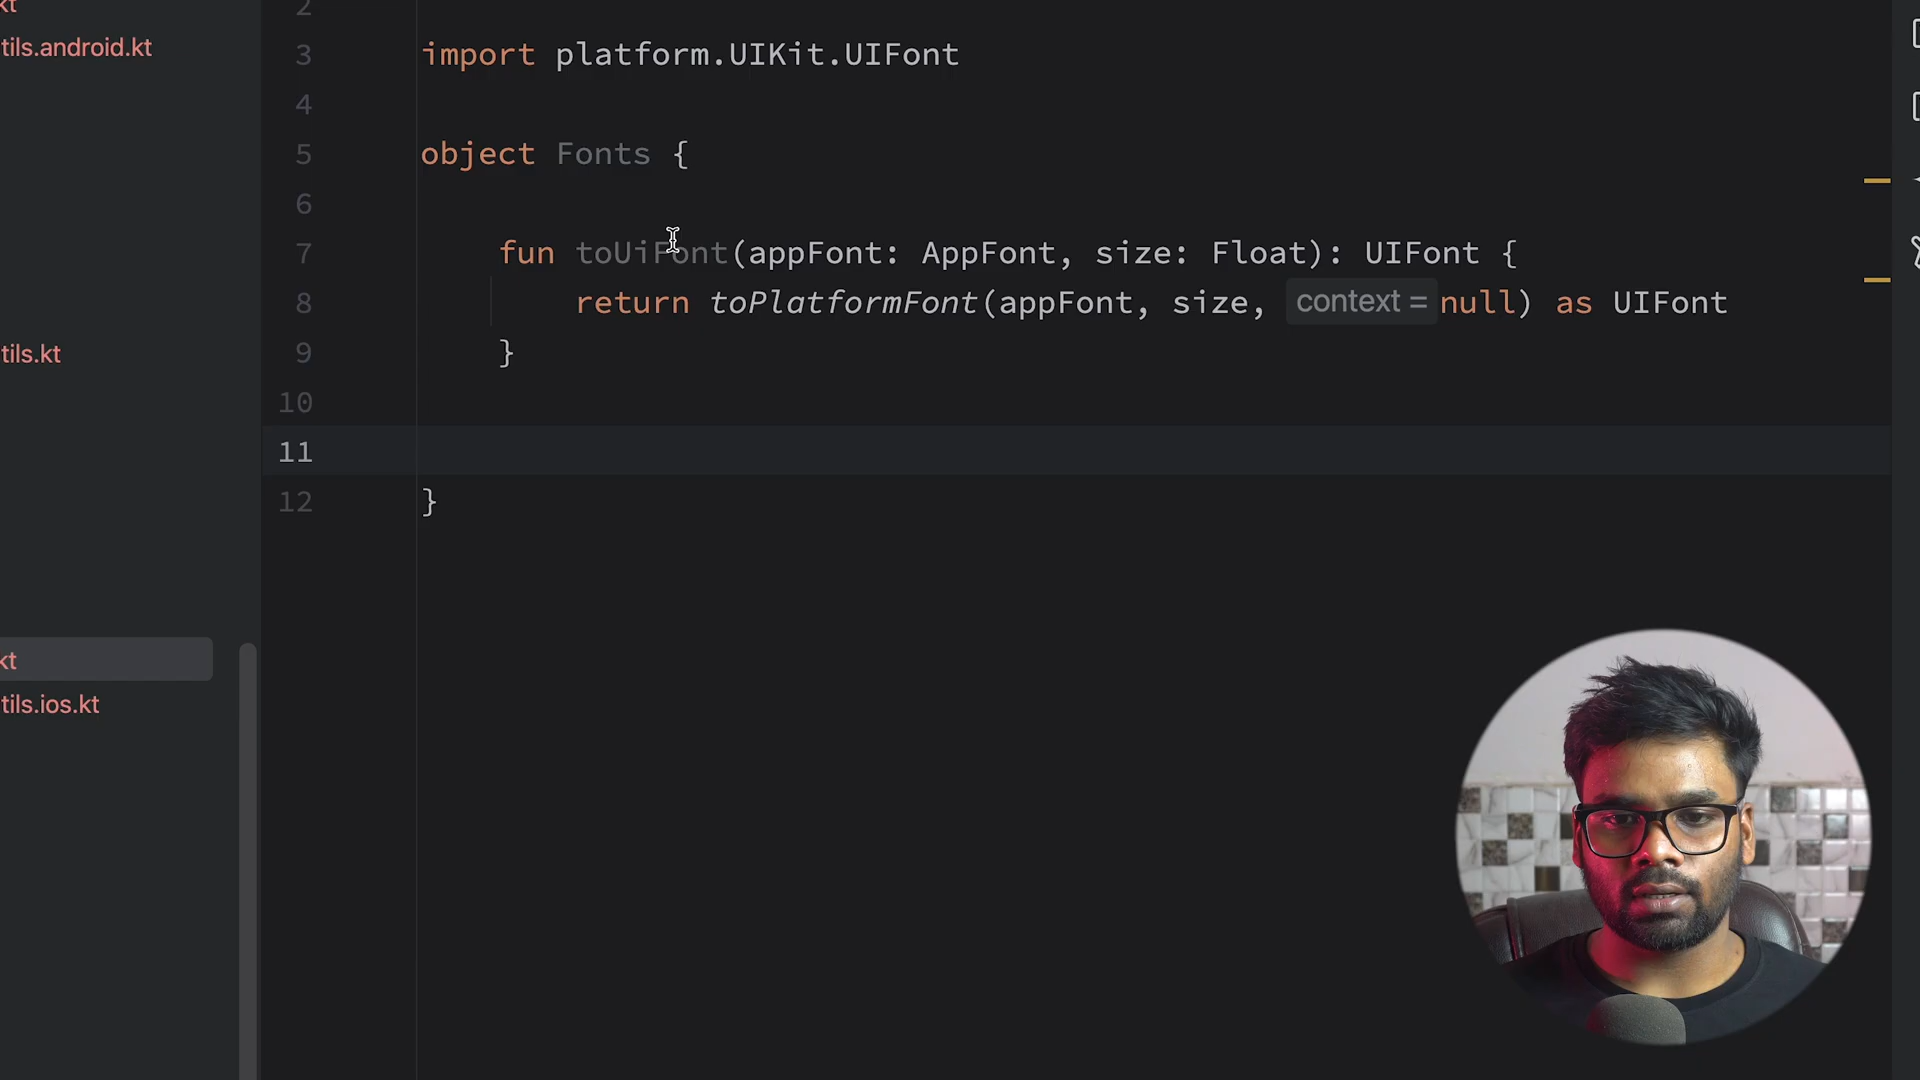 kt
tils.android.kt
tils.kt
kt
tils.ios.kt
2
3 import platform.UIKit.UIFont
4
5 object Fonts {
6
7 fun toUiFont(appFont: AppFont, size: Float): UIFont {
8 return toPlatformFont(appFont, size, context = null) as UIFont
9 }
10
11
12 }